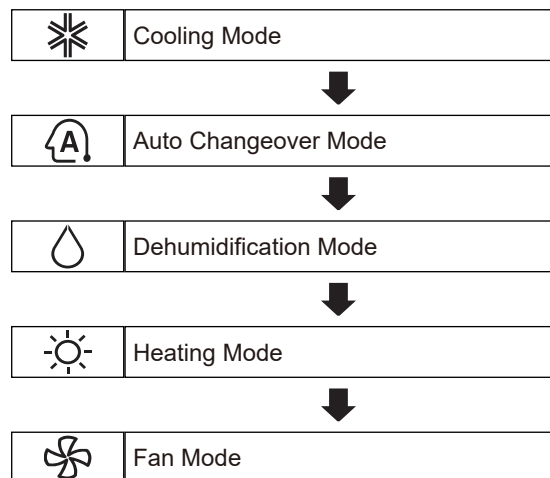 Cooling Mode
A Auto Changeover Mode
Dehumidification Mode
Heating Mode
Fan Mode